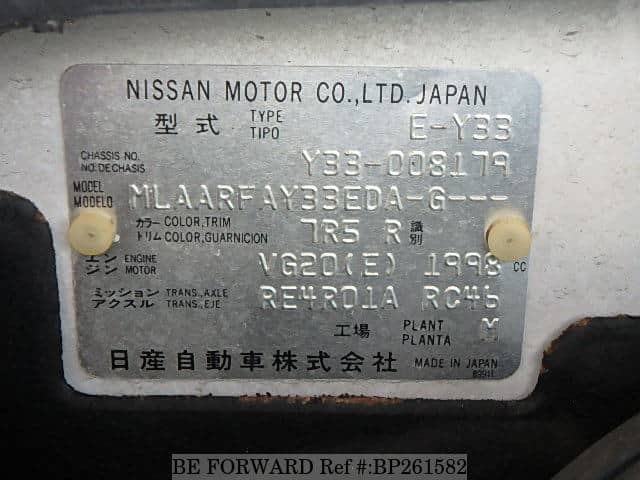 NISSAN MOTOR CO.,LTD. JAPAN
型式 TYPE TIPO E-Y33
CHASSIS NO. NO. DECHASIS Y33-008179
MODEL MODELO MLAARFAY33EDA-G---
カラー COLOR,TRIM トリム COLOR,GUARNICION 7R5 R 識別
エンジン ENGINE MOTOR VG20(E) 1998 CC
ミッション TRANS.,AXLE アクスル TRANS.,EJE RE4R01A RC46
工場 PLANT PLANTA M
日産自動車株式会社 MADE IN JAPAN
BE FORWARD Ref #:BP261582